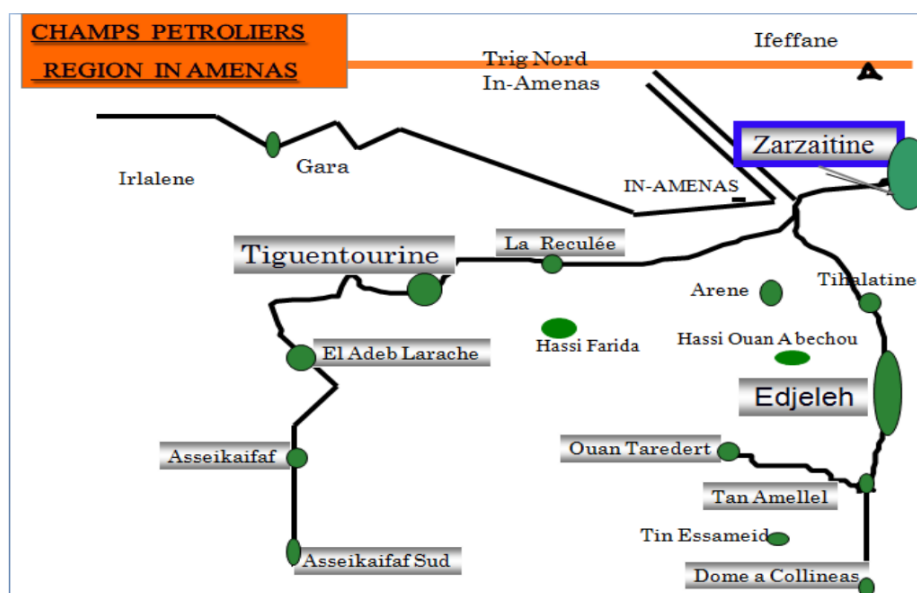 CHAMPS PETROLIERS
REGION IN AMENAS
Ifeffane
Trig Nord
In-Amenas
Zarzaitine
Gara
Irlalene
IN-AMENAS
La Reculée
Tiguentourine
Arene
Tihalatine
Hassi Farida
Hassi Ouan A bechou
El Adeb Larache
Edjeleh
Ouan Taredert
Asseikaifaf
Tan Amellel
Tin Essameid
Asseikaifaf Sud
Dome a Collineas